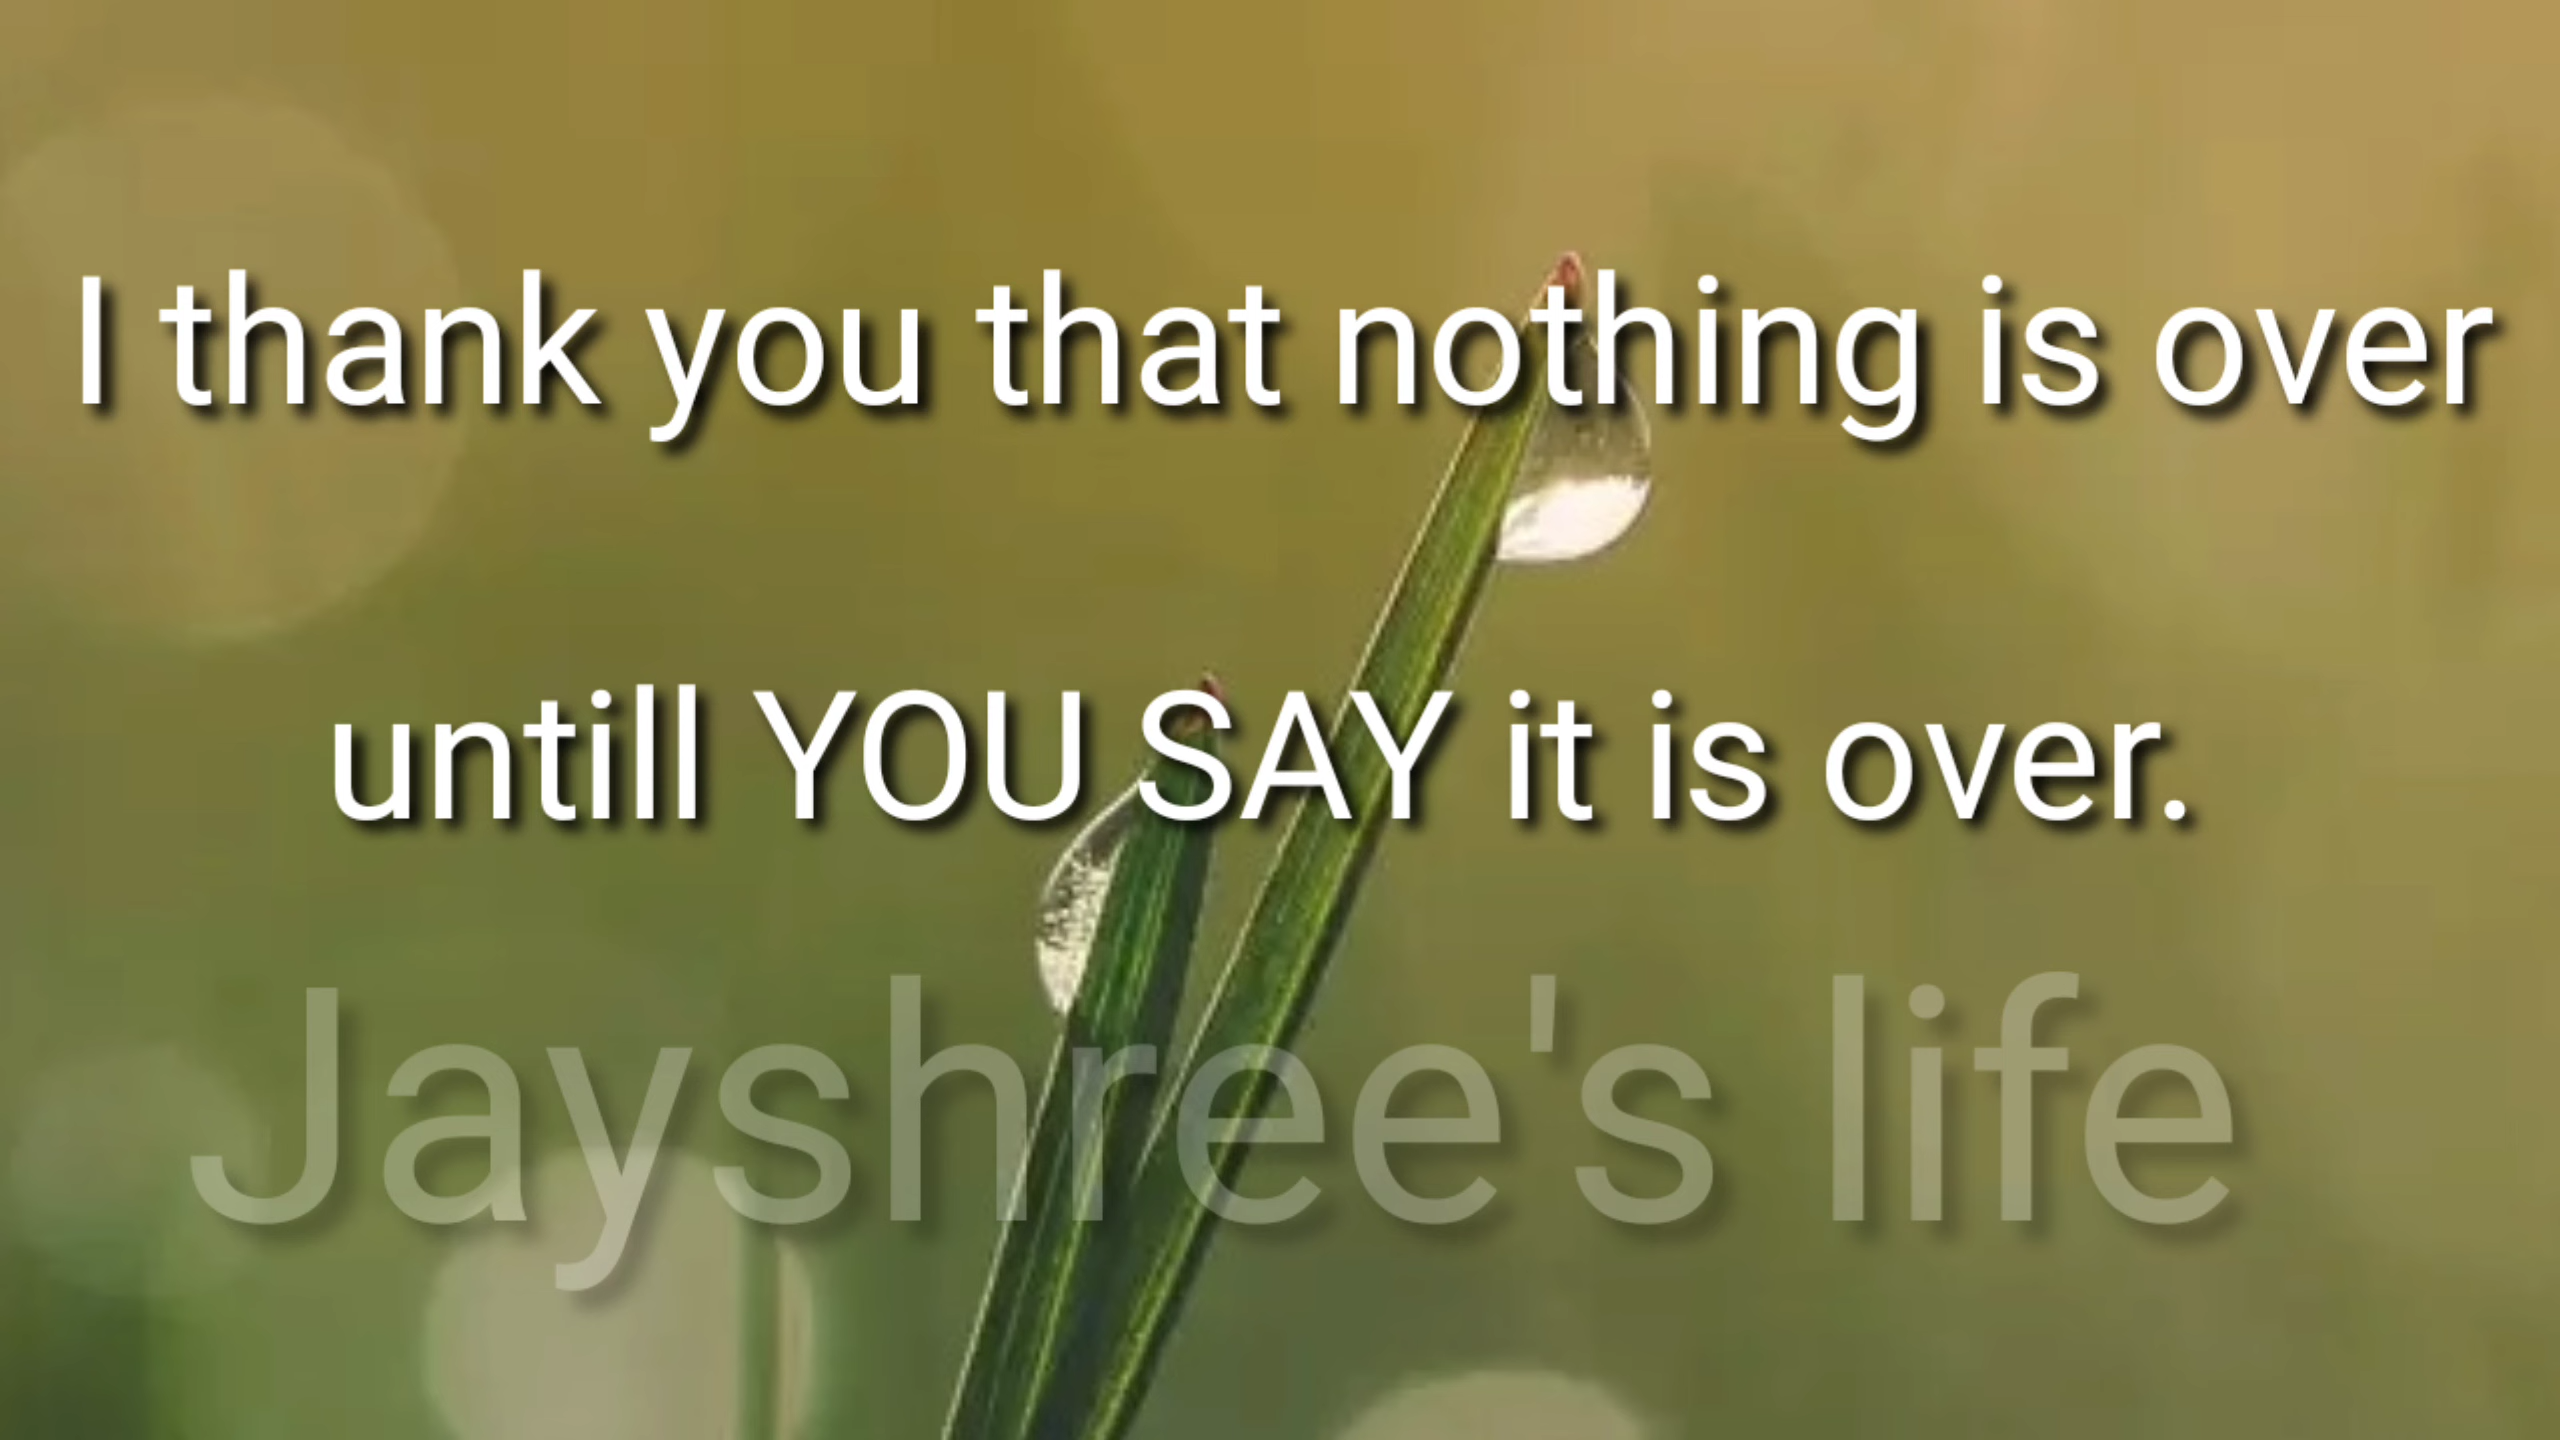 I thank you that nothing is over
untill YOU SAY it is over.
Jayshree's life